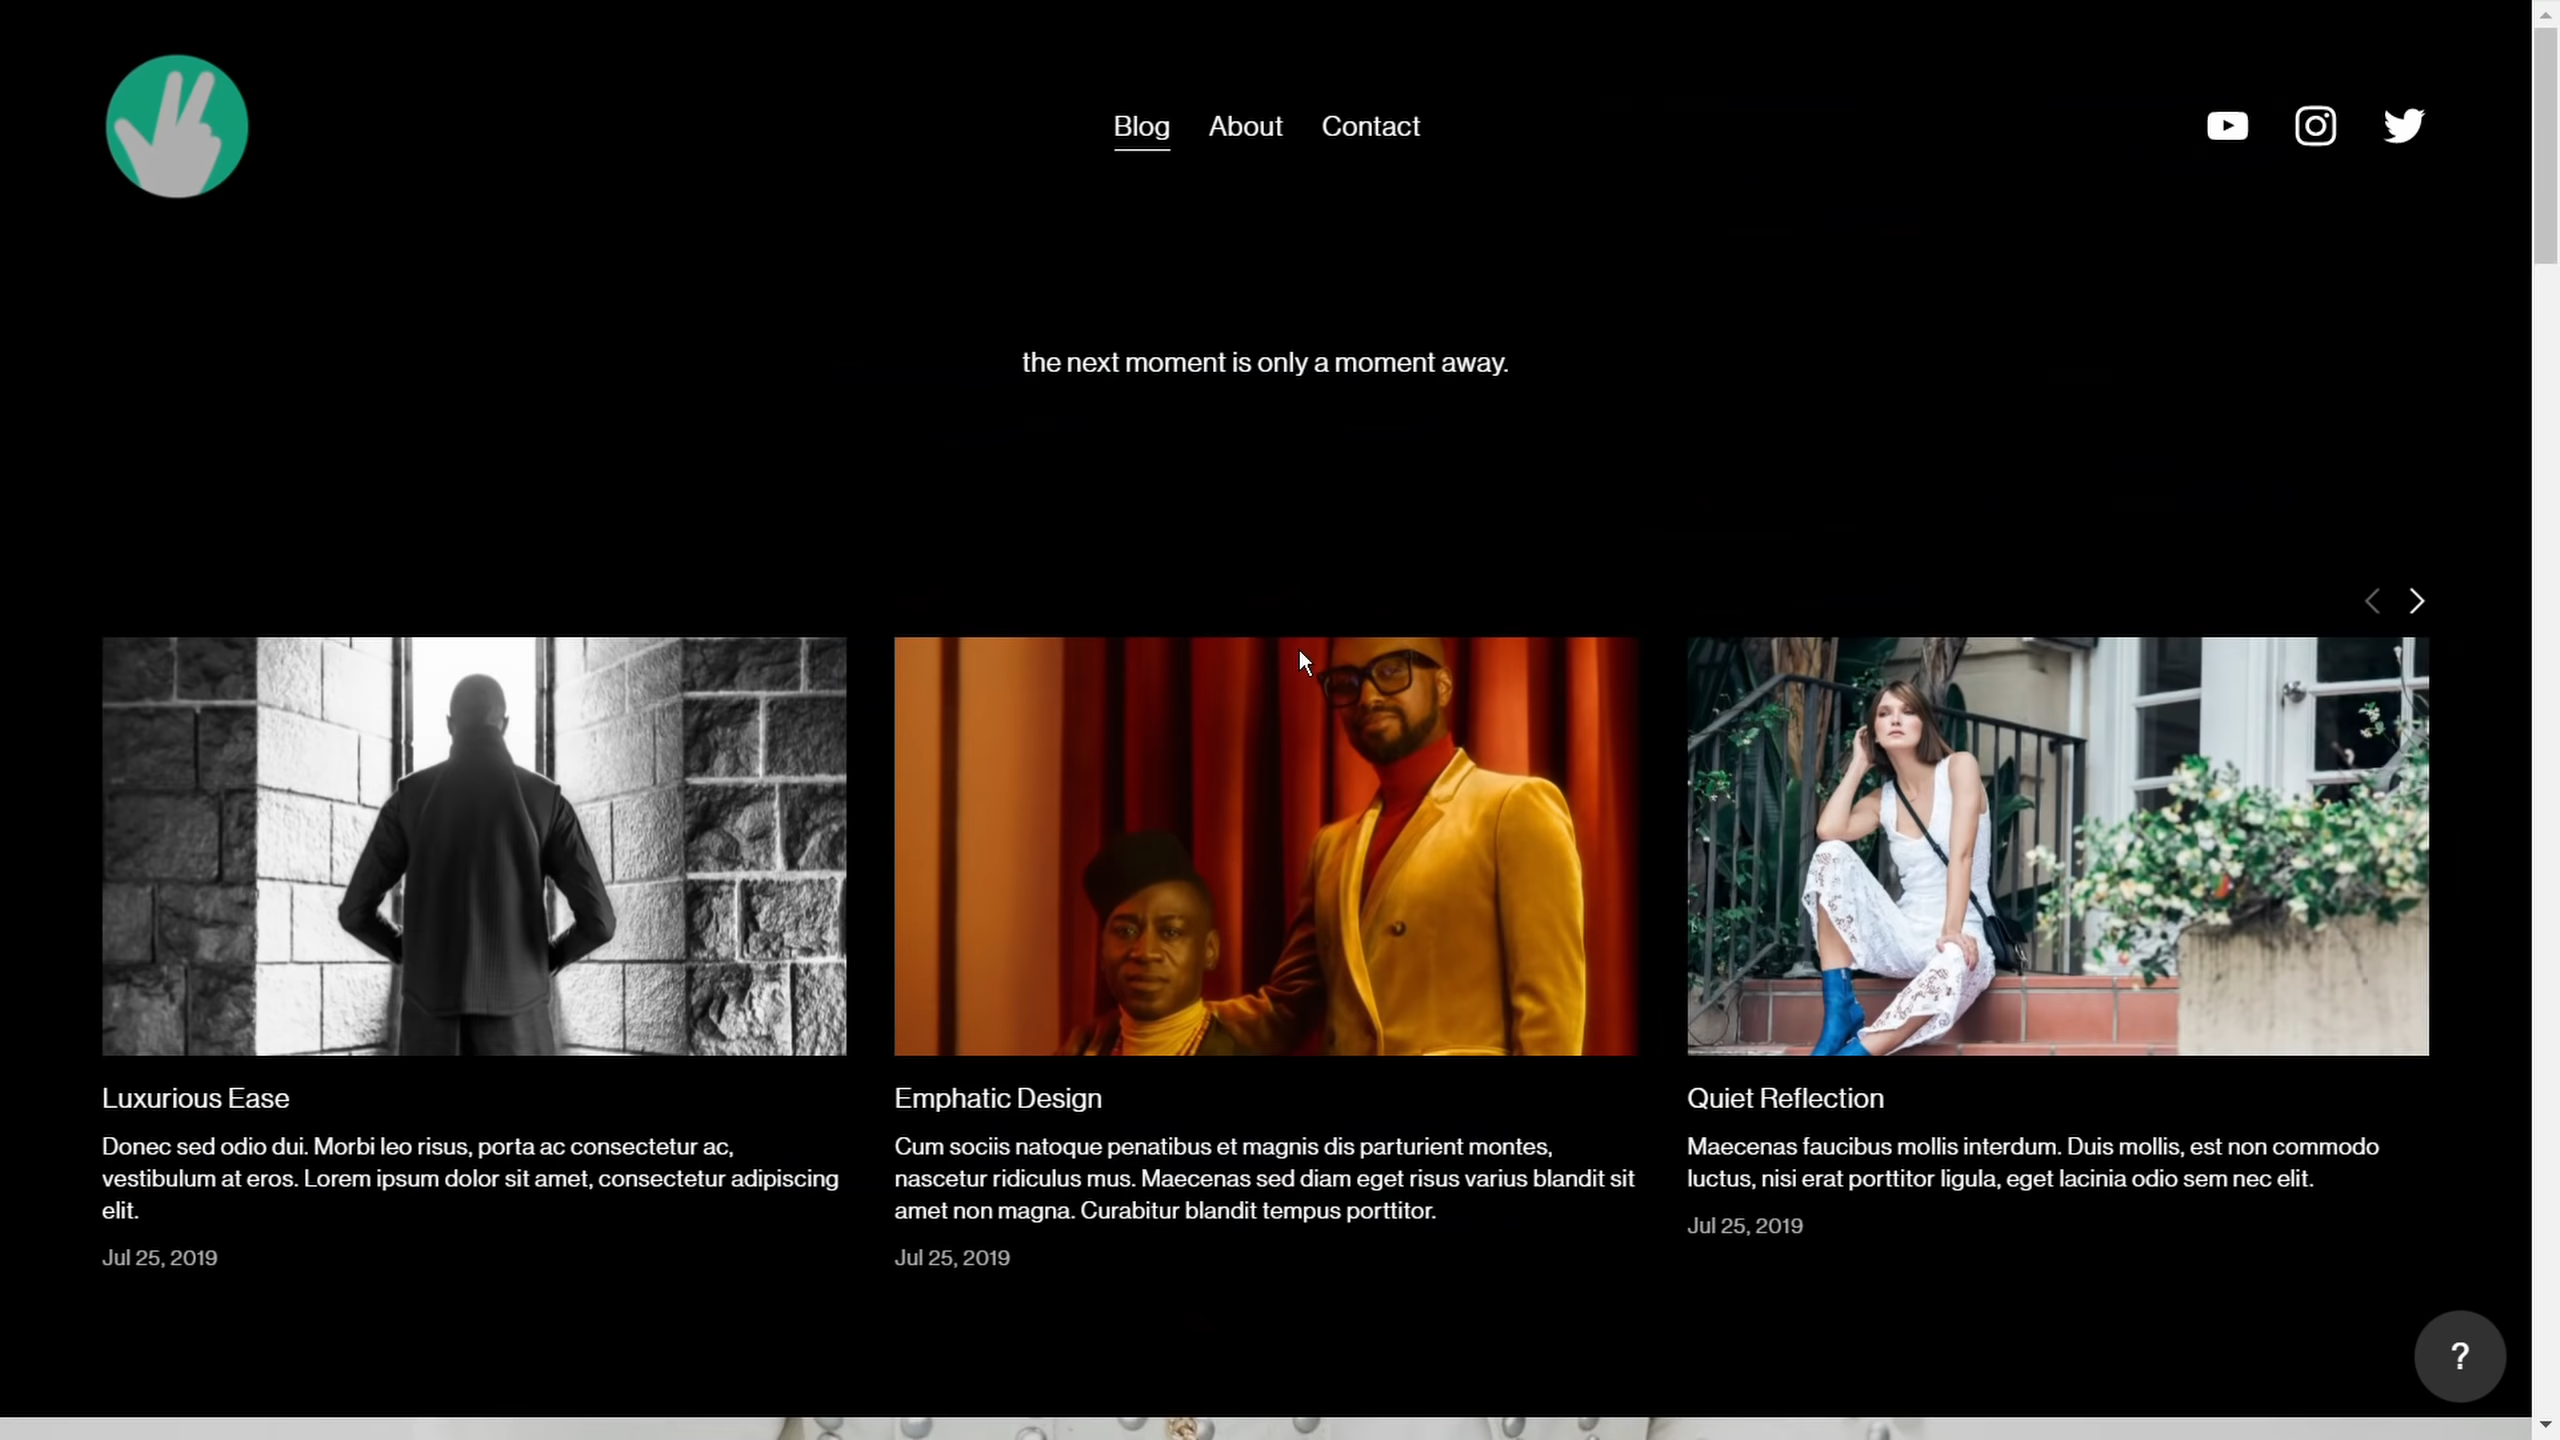 Blog About Contact
the next moment is only a moment away.
Luxurious Ease
Donec sed odio dui. Morbi leo risus, porta ac consectetur ac,
vestibulum at eros. Lorem ipsum dolor sit amet, consectetur adipiscing
elit.
Jul 25, 2019
Emphatic Design
Cum sociis natoque penatibus et magnis dis parturient montes,
nascetur ridiculus mus. Maecenas sed diam eget risus varius blandit sit
amet non magna. Curabitur blandit tempus porttitor.
Jul 25, 2019
Quiet Reflection
Maecenas faucibus mollis interdum. Duis mollis, est non commodo
luctus, nisi erat porttitor ligula, eget lacinia odio sem nec elit.
Jul 25, 2019
?